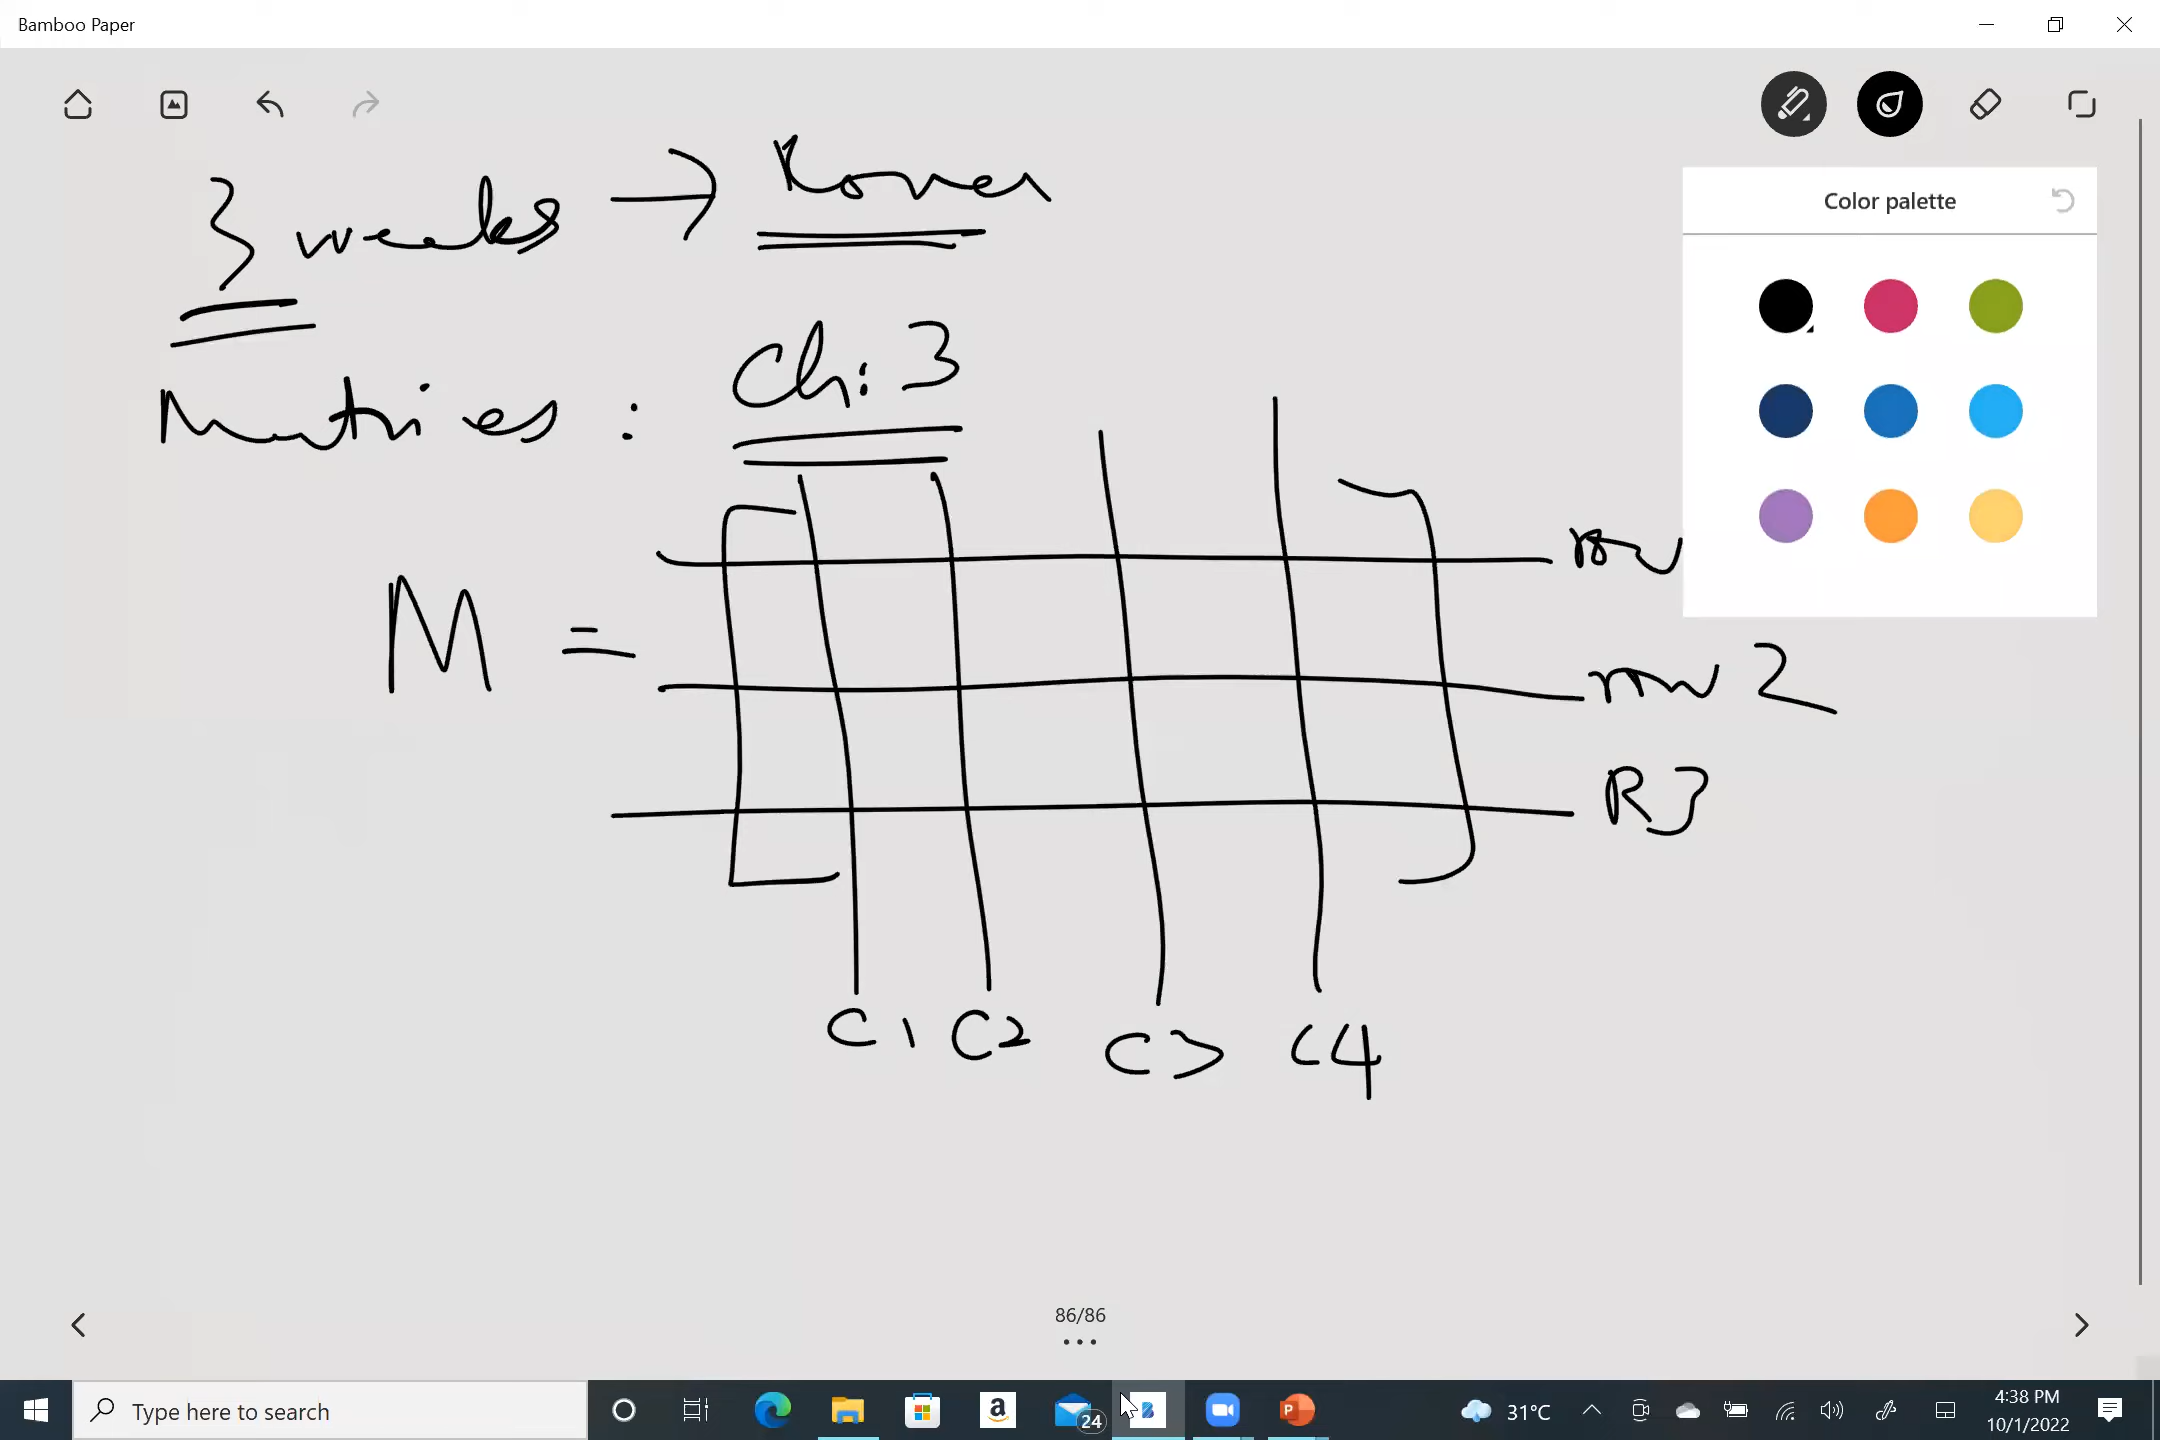 Bamboo Paper
3 weeks →
Color palette
Matrices : Ch: 3
row
M =
row 2
R3
C1 C2 C3 C4
86/86
Type here to search
24
31°C
4:38 PM
10/1/2022